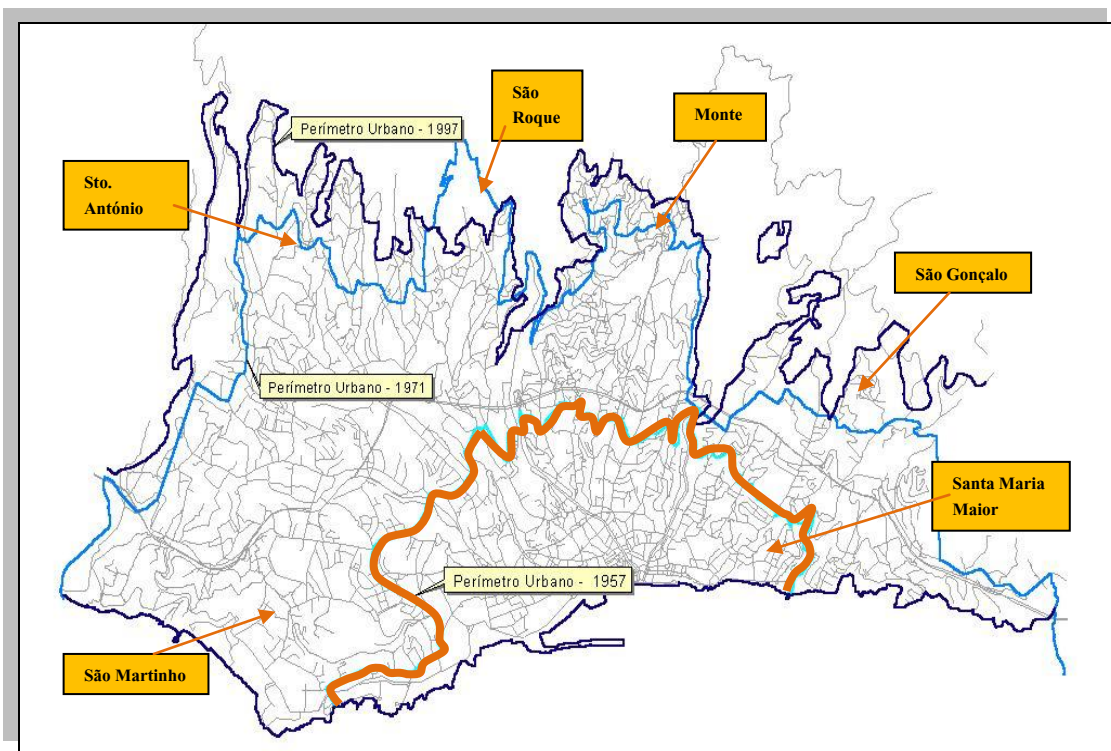 São
Roque
Monte
Perímetro Urbano - 1997
Sto.
António
São Gonçalo
Perímetro Urbano - 1971
Santa Maria
Maior
Perímetro Urbano - 1957
São Martinho